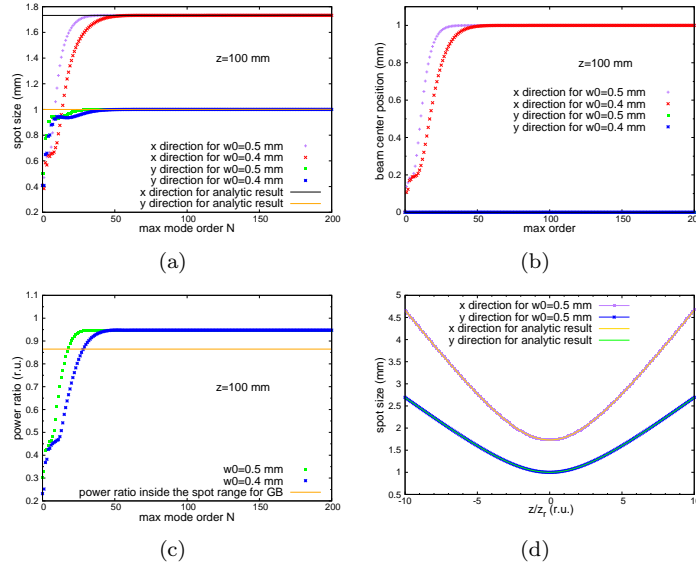 1.8
1.6
1.4
1.2
1
0.8
0.6
0.4
0.2
spot size (mm)
z=100 mm
x direction for w0=0.5 mm
x direction for w0=0.4 mm
y direction for w0=0.5 mm
y direction for w0=0.4 mm
x direction for analytic result
y direction for analytic result
0 50 100 150 200
max mode order N
(a)
1
0.8
0.6
0.4
0.2
0
beam center position (mm)
z=100 mm
x direction for w0=0.5 mm
x direction for w0=0.4 mm
y direction for w0=0.5 mm
y direction for w0=0.4 mm
0 50 100 150 200
max order
(b)
1.1
1
0.9
0.8
0.7
0.6
0.5
0.4
0.3
0.2
power ratio (r.u.)
z=100 mm
w0=0.5 mm
w0=0.4 mm
power ratio inside the spot range for GB
0 50 100 150 200
max mode order N
(c)
5
4.5
4
3.5
3
2.5
2
1.5
1
0.5
spot size (mm)
x direction for w0=0.5 mm
y direction for w0=0.5 mm
x direction for analytic result
y direction for analytic result
-10 -5 0 5 10
z/zr (r.u.)
(d)